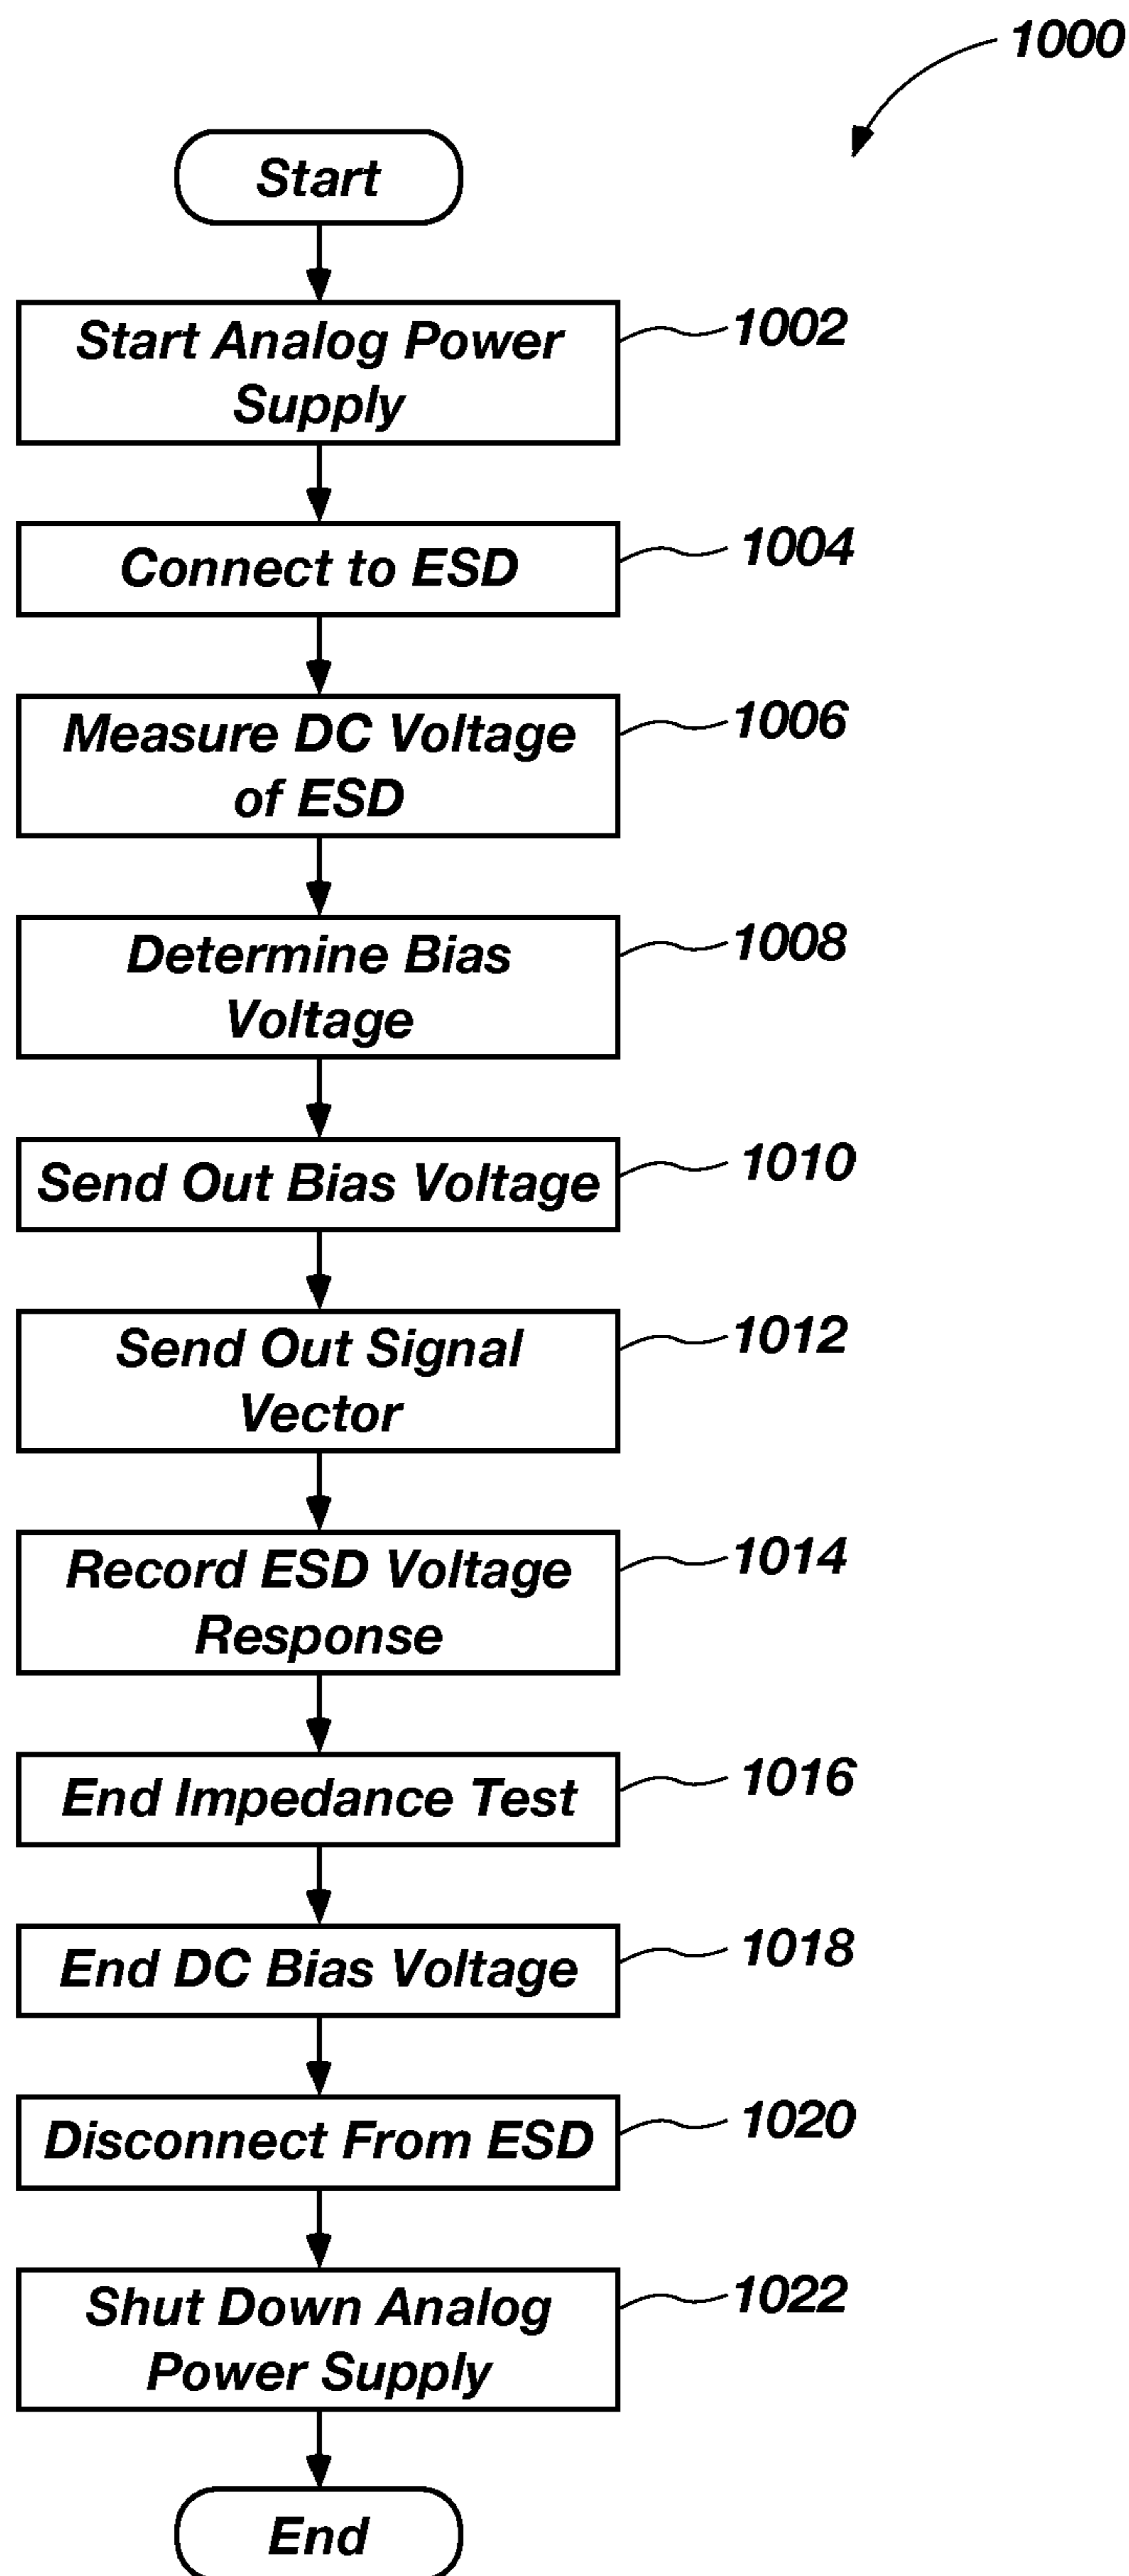 1000
Start
Start Analog Power
Supply
1002
Connect to ESD
1004
Measure DC Voltage
of ESD
1006
Determine Bias
Voltage
1008
Send Out Bias Voltage
1010
Send Out Signal
Vector
1012
Record ESD Voltage
Response
1014
End Impedance Test
1016
End DC Bias Voltage
1018
Disconnect From ESD
1020
Shut Down Analog
Power Supply
1022
End